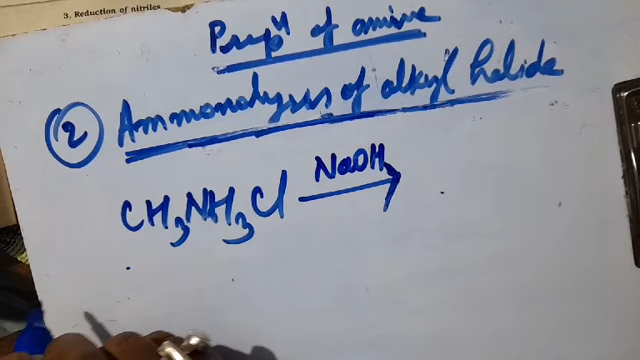 3. Reduction of nitriles
Prepn of amine
2 Ammonolysis of alkyl halide
NaOH
CH3NH3Cl →